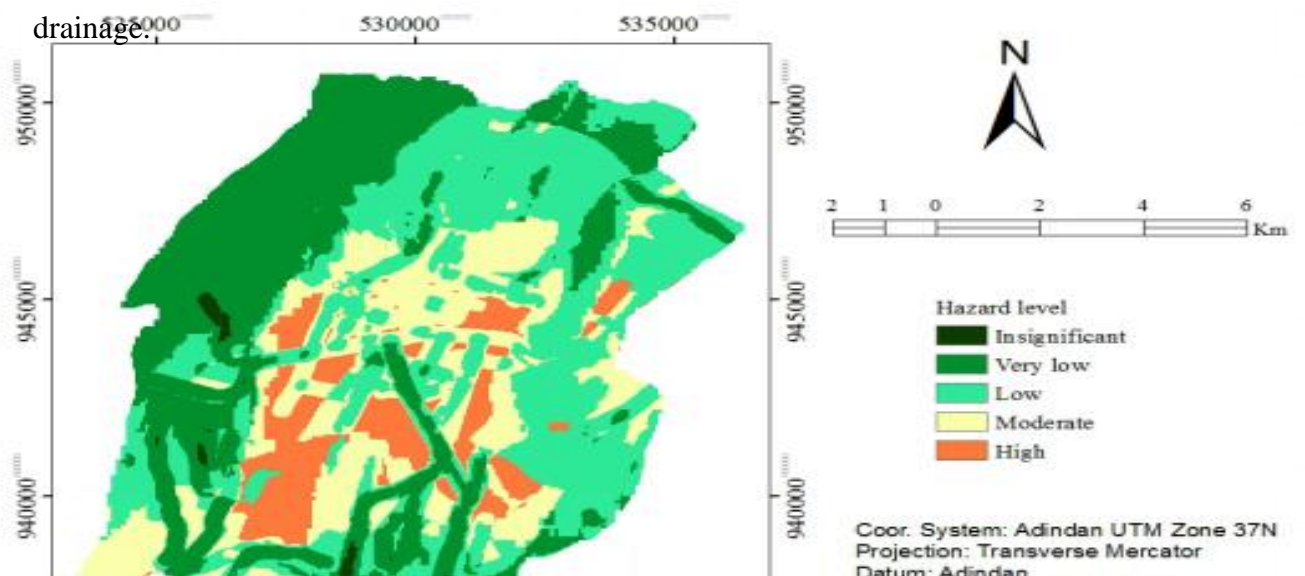 drainage.
530000
535000
N
950000
950000
2 1 0 2 4 6
Km
945000
945000
Hazard level
Insignificant
Very low
Low
Moderate
High
940000
940000
Coor. System: Adindan UTM Zone 37N
Projection: Transverse Mercator
Datum: Adindan